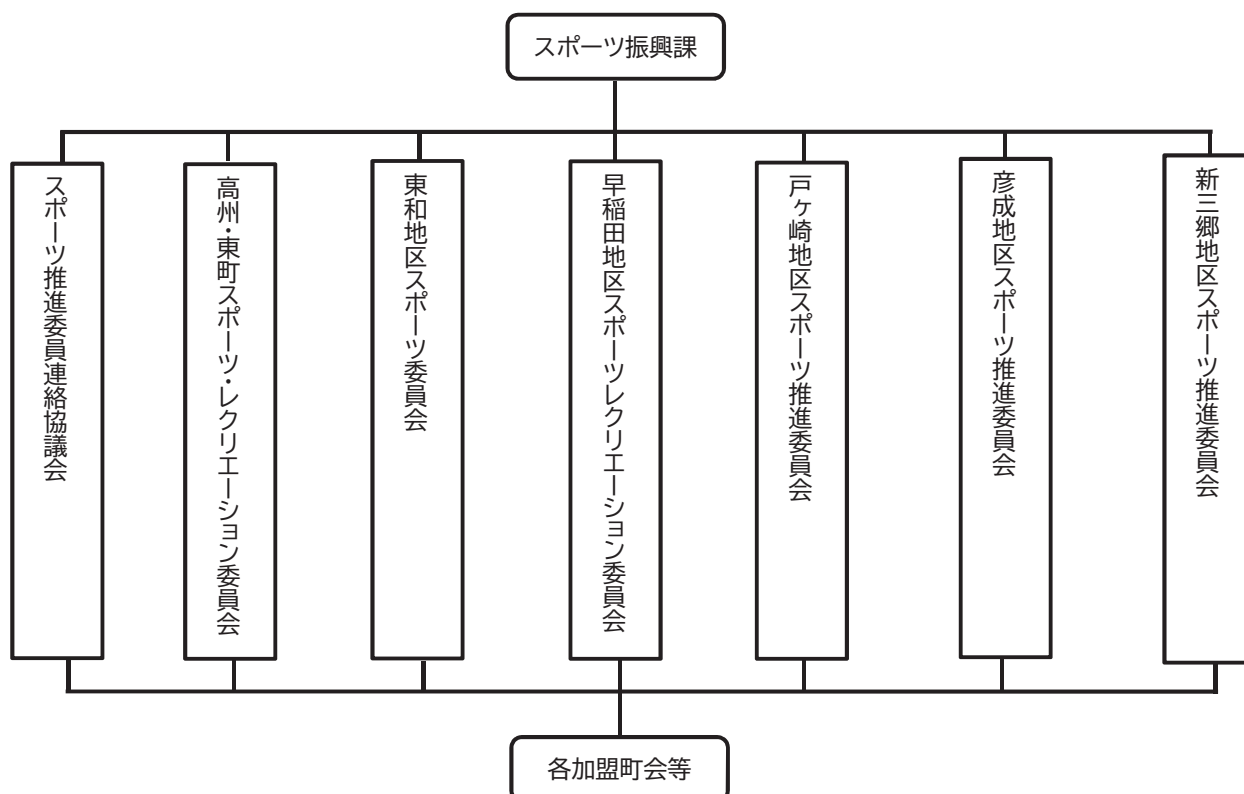 スポーツ振興課
スポーツ推進委員連絡協議会
高州・東町スポーツ・レクリエーション委員会
東和地区スポーツ委員会
早稲田地区スポーツレクリエーション委員会
戸ヶ崎地区スポーツ推進委員会
彦成地区スポーツ推進委員会
新三郷地区スポーツ推進委員会
各加盟町会等